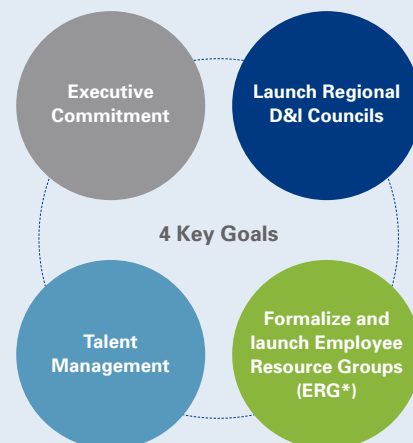 Executive
Commitment
Launch Regional
D&I Councils
4 Key Goals
Talent
Management
Formalize and
launch Employee
Resource Groups
(ERG*)